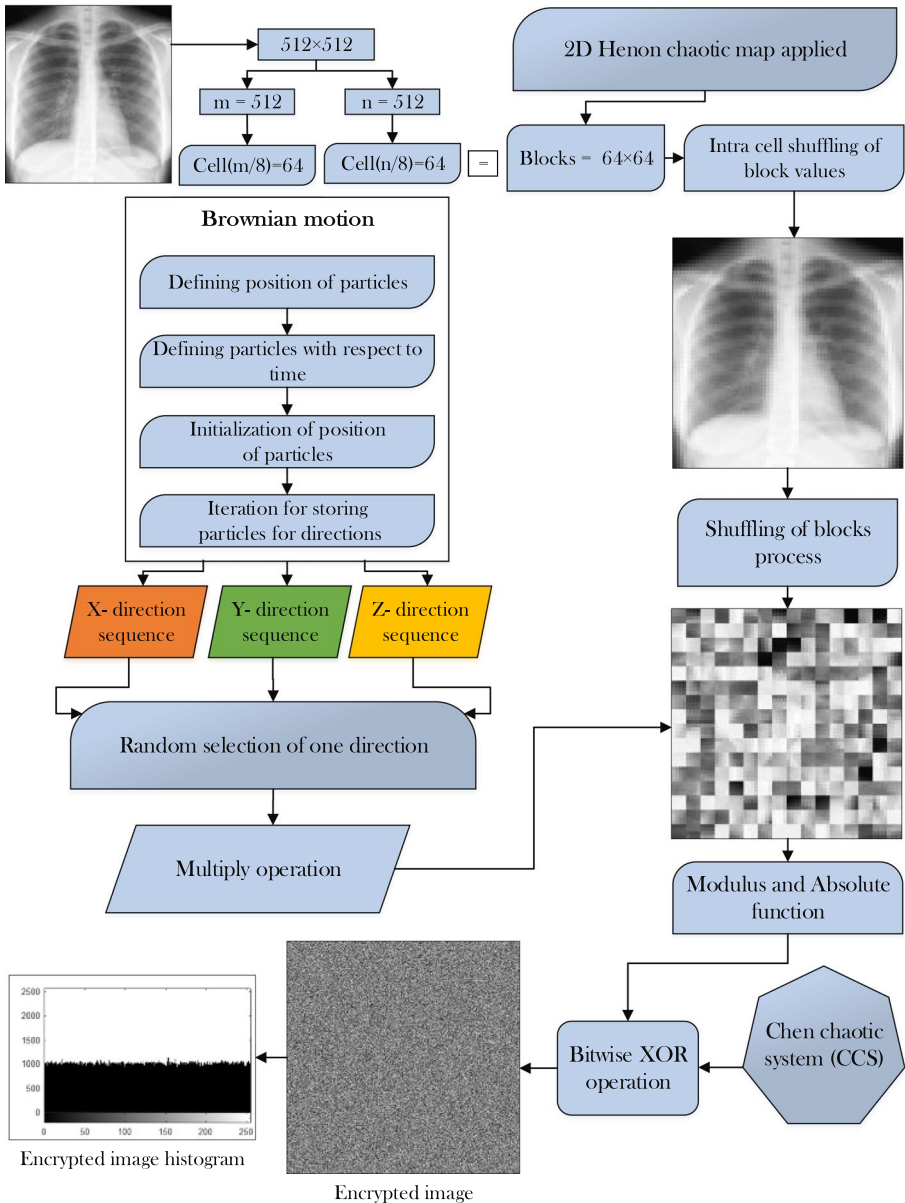 512×512
2D Henon chaotic map applied
m = 512
n = 512
Cell(m/8)=64
Cell(n/8)=64
=
Blocks = 64×64
Intra cell shuffling of
block values
Brownian motion
Defining position of particles
Defining particles with respect to
time
Initialization of position
of particles
Iteration for storing
particles for directions
Shuffling of blocks
process
X- direction
sequence
Y- direction
sequence
Z- direction
sequence
Random selection of one direction
Multiply operation
Modulus and Absolute
function
Chen chaotic
system (CCS)
Bitwise XOR
operation
2500
2000
1500
1000
500
0
0
50
100
150
200
250
Encrypted image histogram
Encrypted image